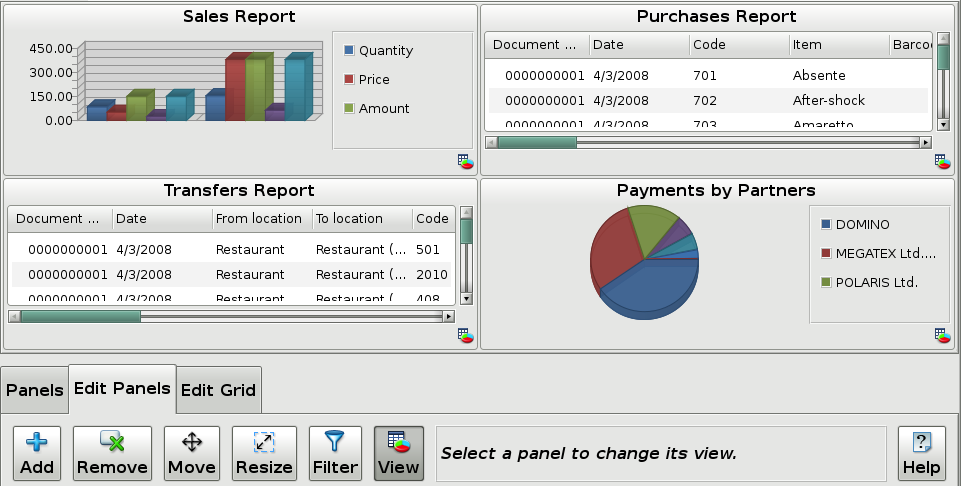 Sales Report
450.00
300.00
150.00
0.00
Quantity
Price
Amount
Purchases Report
Document ... Date Code Item Barco
0000000001 4/3/2008 701 Absente
0000000001 4/3/2008 702 After-shock
0000000001 4/3/2008 703 Amaretto
Transfers Report
Document ... Date From location To location Code
0000000001 4/3/2008 Restaurant Restaurant (... 501
0000000001 4/3/2008 Restaurant Restaurant (... 2010
0000000001 4/3/2008 Restaurant Restaurant (... 408
Payments by Partners
DOMINO
MEGATEX Ltd....
POLARIS Ltd.
Panels Edit Panels Edit Grid
Add Remove Move Resize Filter View Select a panel to change its view. Help